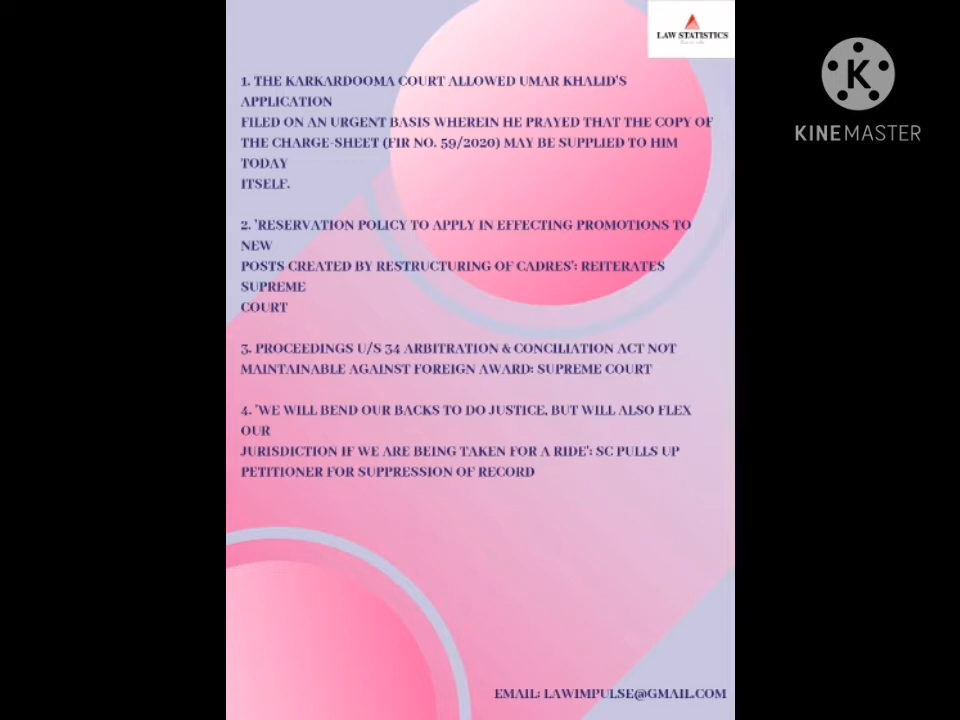 LAW STATISTICS
K
KINEMASTER
1. THE KARKARDOOMA COURT ALLOWED UMAR KHALID'S
APPLICATION
FILED ON AN URGENT BASIS WHEREIN HE PRAYED THAT THE COPY OF
THE CHARGE-SHEET (FIR NO. 59/2020) MAY BE SUPPLIED TO HIM
TODAY
ITSELF.
2. 'RESERVATION POLICY TO APPLY IN EFFECTING PROMOTIONS TO
NEW
POSTS CREATED BY RESTRUCTURING OF CADRES': REITERATES
SUPREME
COURT
3. PROCEEDINGS U/S 34 ARBITRATION & CONCILIATION ACT NOT
MAINTAINABLE AGAINST FOREIGN AWARD: SUPREME COURT
4. 'WE WILL BEND OUR BACKS TO DO JUSTICE, BUT WILL ALSO FLEX
OUR
JURISDICTION IF WE ARE BEING TAKEN FOR A RIDE': SC PULLS UP
PETITIONER FOR SUPPRESSION OF RECORD
EMAIL: LAWIMPULSE@GMAIL.COM